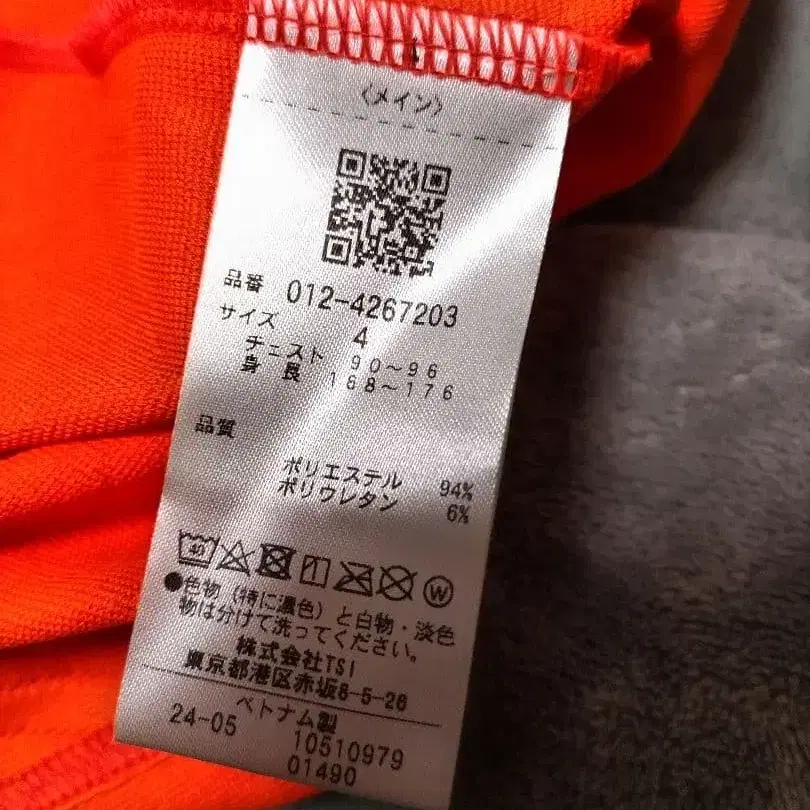 〈メイン〉
品番 012-4267203
サイズ 4
チェスト 90～96
身長 168～176
品質
ポリエステル 94%
ポリウレタン 6%
40 W
●色物(特に濃色)と白物・淡色
物は分けて洗ってください。
株式会社TSI
東京都港区赤坂8-5-26
ベトナム製
24-05 10510979
01490